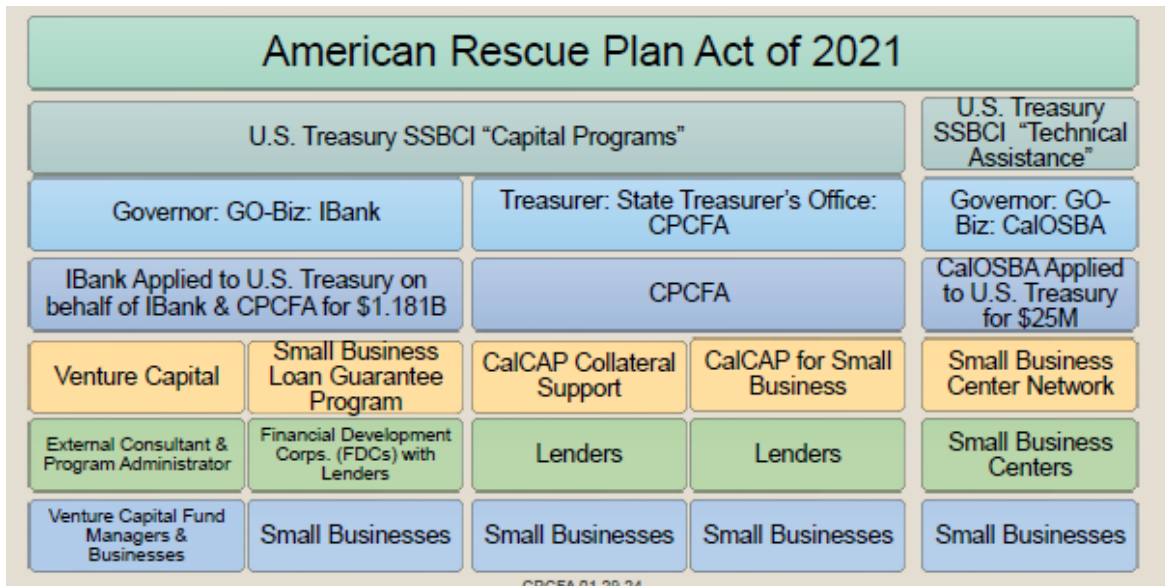 American Rescue Plan Act of 2021
U.S. Treasury SSBCI “Capital Programs”
U.S. Treasury
SSBCI “Technical
Assistance”
Governor: GO-Biz: IBank
Treasurer: State Treasurer’s Office:
CPCFA
Governor: GO-
Biz: CalOSBA
IBank Applied to U.S. Treasury on
behalf of IBank & CPCFA for $1.181B
CPCFA
CalOSBA Applied
to U.S. Treasury
for $25M
Venture Capital
Small Business
Loan Guarantee
Program
CalCAP Collateral
Support
CalCAP for Small
Business
Small Business
Center Network
External Consultant &
Program Administrator
Financial Development
Corps. (FDCs) with
Lenders
Lenders
Lenders
Small Business
Centers
Venture Capital Fund
Managers &
Businesses
Small Businesses
Small Businesses
Small Businesses
Small Businesses
CPCFA 01.29.24